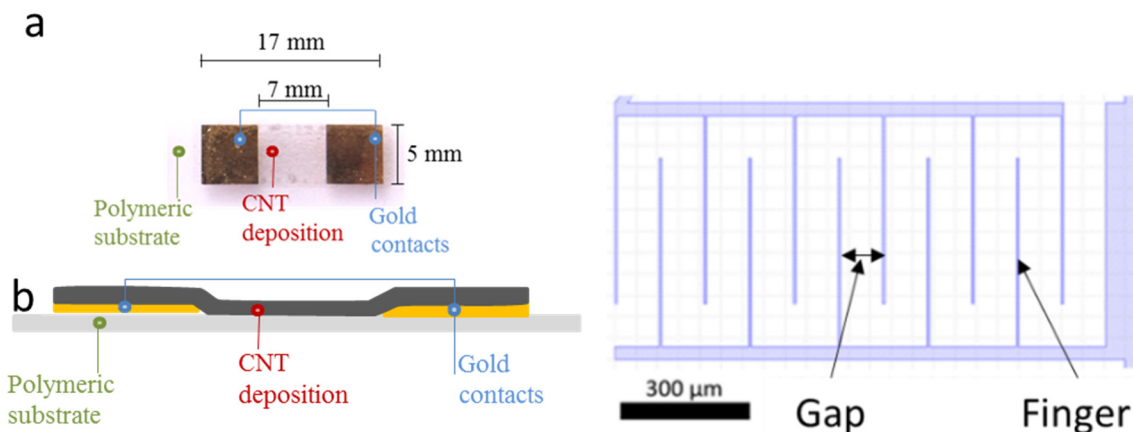 a
17 mm
7 mm
5 mm
Polymeric
substrate
CNT
deposition
Gold
contacts
b
CNT
deposition
Gold
contacts
Polymeric
substrate
300 µm
Gap
Finger